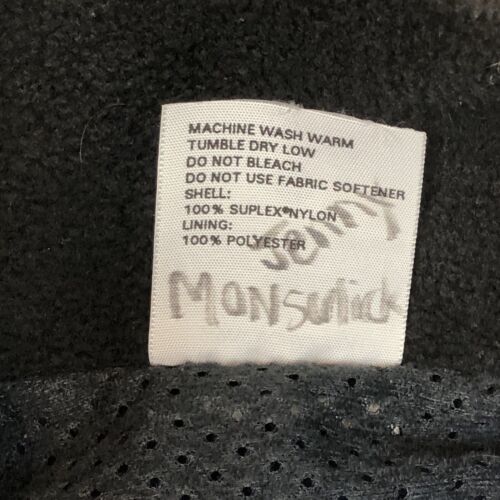 MACHINE WASH WARM
TUMBLE DRY LOW
DO NOT BLEACH
DO NOT USE FABRIC SOFTENER
SHELL:
100% SUPLEX®NYLON
LINING:
100% POLYESTER
Jenny